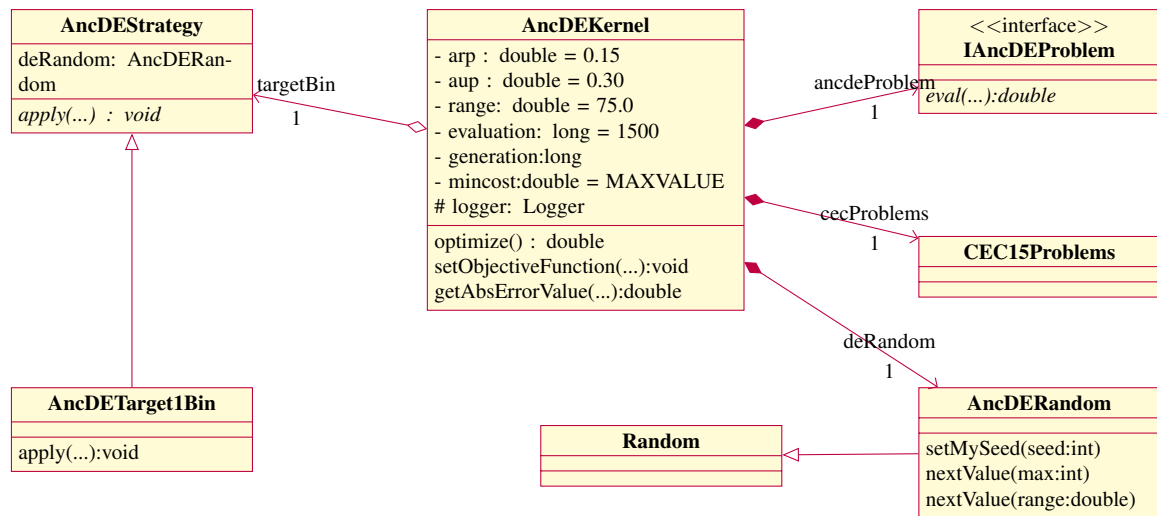 AncDEStrategy
deRandom: AncDERan-
dom
apply(...) : void
targetBin
1
AncDEKernel
- arp : double = 0.15
- aup : double = 0.30
- range: double = 75.0
- evaluation: long = 1500
- generation:long
- mincost:double = MAXVALUE
# logger: Logger
optimize() : double
setObjectiveFunction(...):void
getAbsErrorValue(...):double
ancdeProblem
1
<<interface>>
IAncDEProblem
eval(...):double
cecProblems
1
CEC15Problems
deRandom
1
AncDETarget1Bin
apply(...):void
Random
AncDERandom
setMySeed(seed:int)
nextValue(max:int)
nextValue(range:double)